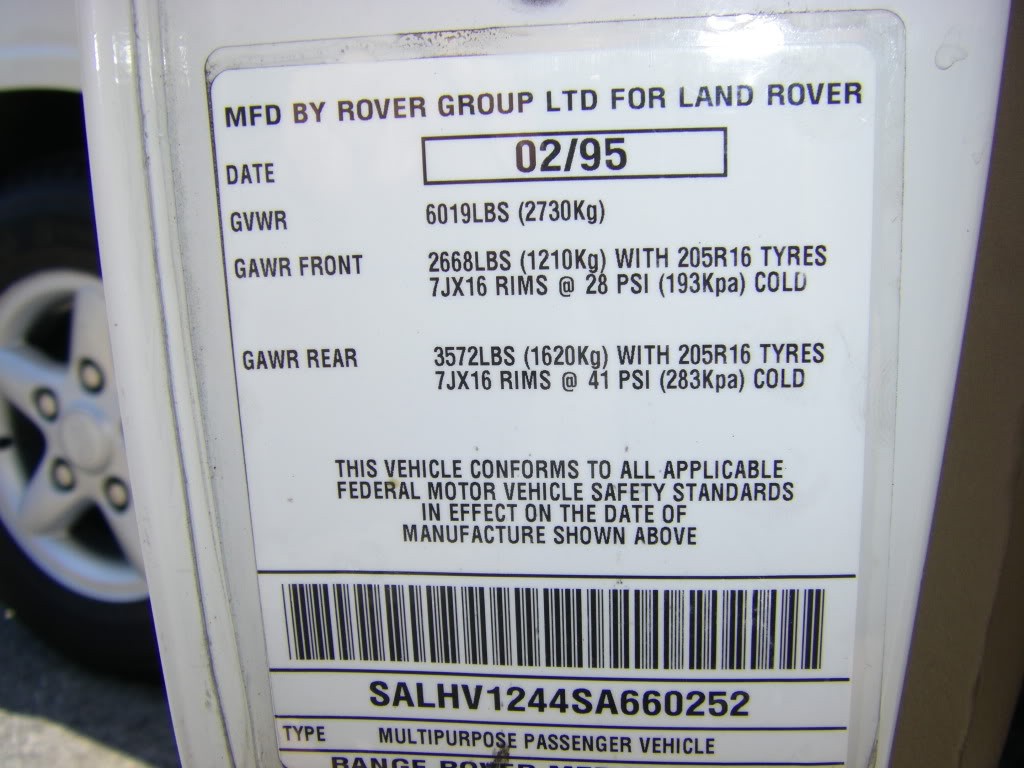 MFD BY ROVER GROUP LTD FOR LAND ROVER
DATE 02/95
GVWR 6019LBS (2730Kg)
GAWR FRONT 2668LBS (1210Kg) WITH 205R16 TYRES
7JX16 RIMS @ 28 PSI (193Kpa) COLD
GAWR REAR 3572LBS (1620Kg) WITH 205R16 TYRES
7JX16 RIMS @ 41 PSI (283Kpa) COLD
THIS VEHICLE CONFORMS TO ALL APPLICABLE
FEDERAL MOTOR VEHICLE SAFETY STANDARDS
IN EFFECT ON THE DATE OF
MANUFACTURE SHOWN ABOVE
SALHV1244SA660252
TYPE MULTIPURPOSE PASSENGER VEHICLE
RANGE ROVER